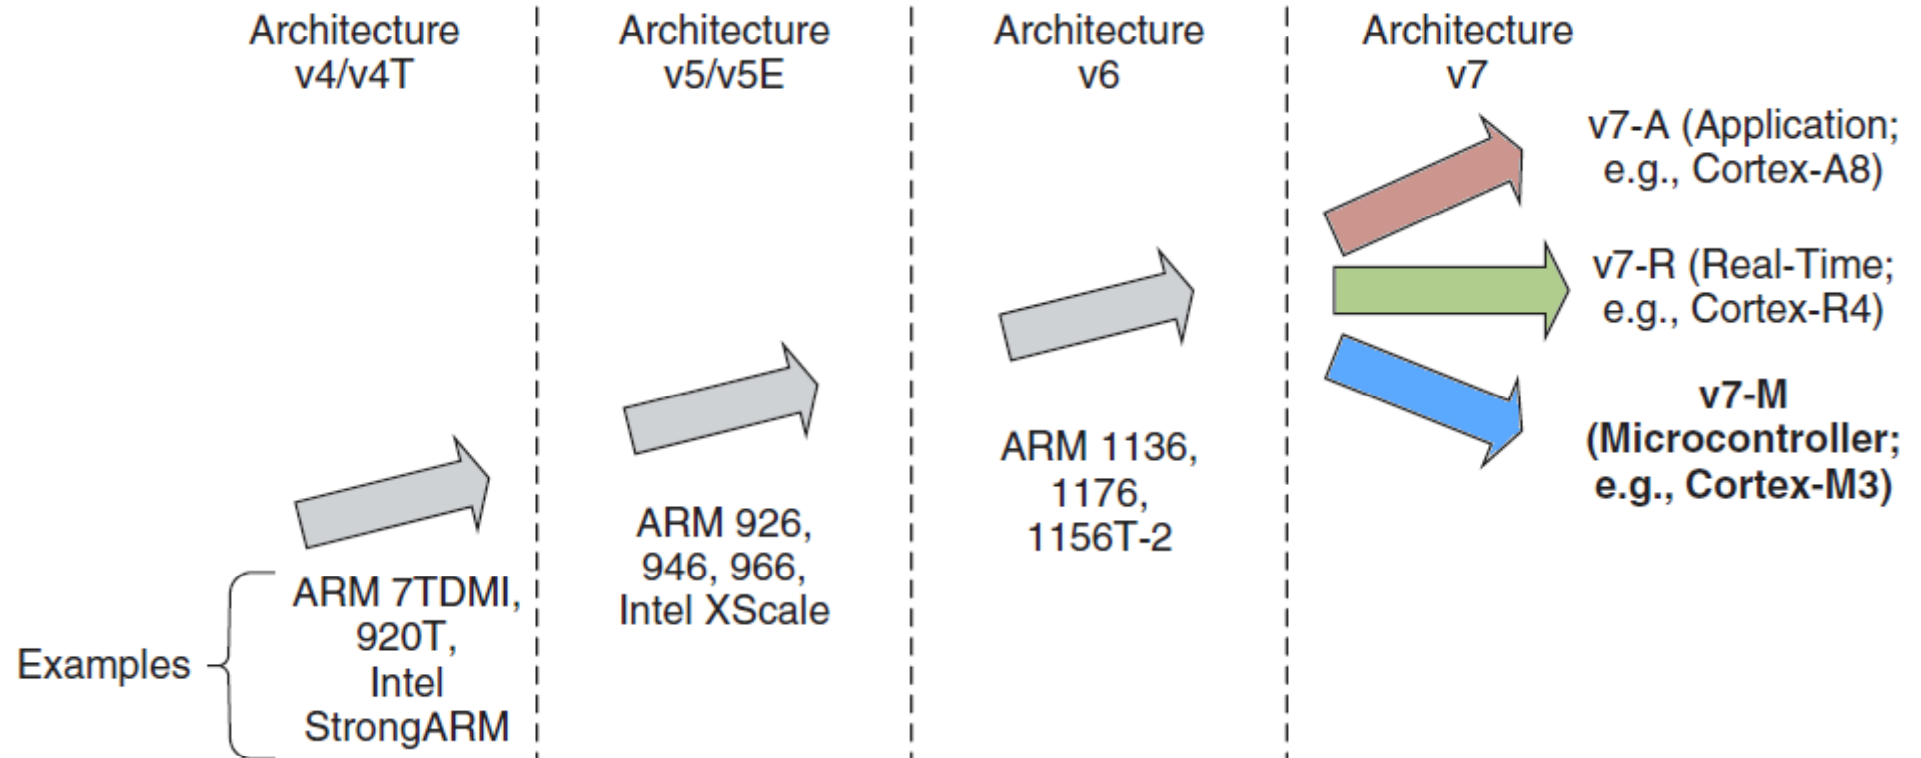 Architecture
v4/v4T
Architecture
v5/v5E
Architecture
v6
Architecture
v7
v7-A (Application;
e.g., Cortex-A8)
v7-R (Real-Time;
e.g., Cortex-R4)
v7-M
(Microcontroller;
e.g., Cortex-M3)
ARM 1136,
1176,
1156T-2
ARM 926,
946, 966,
Intel XScale
Examples
ARM 7TDMI,
920T,
Intel
StrongARM